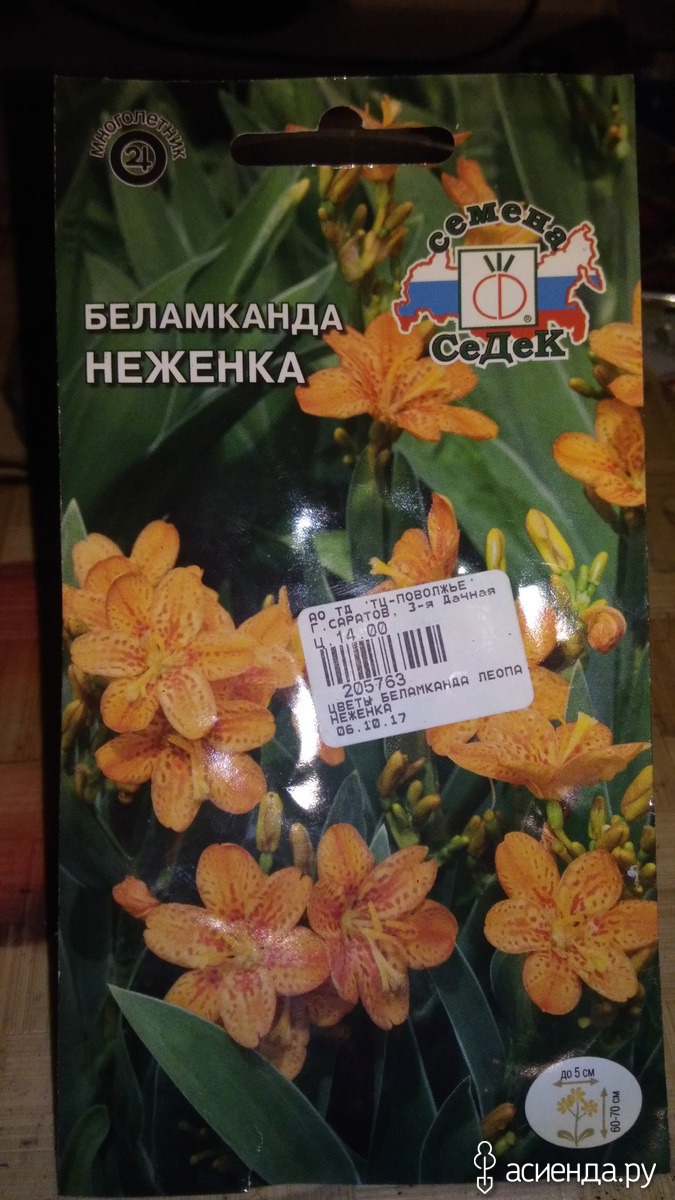 многолетник
семена
СеДеК
®
БЕЛАМКАНДА
НЕЖЕНКА
АО ТД 'ТЦ-ПОВОЛЖЬЕ'
Г.САРАТОВ, 3-я Дачная
Ц.14.00
205763
ЦВЕТЫ БЕЛАМКАНДА ЛЕОПА
НЕЖЕНКА
06.10.17
до 5 см
60-70 см
асиенда.ру